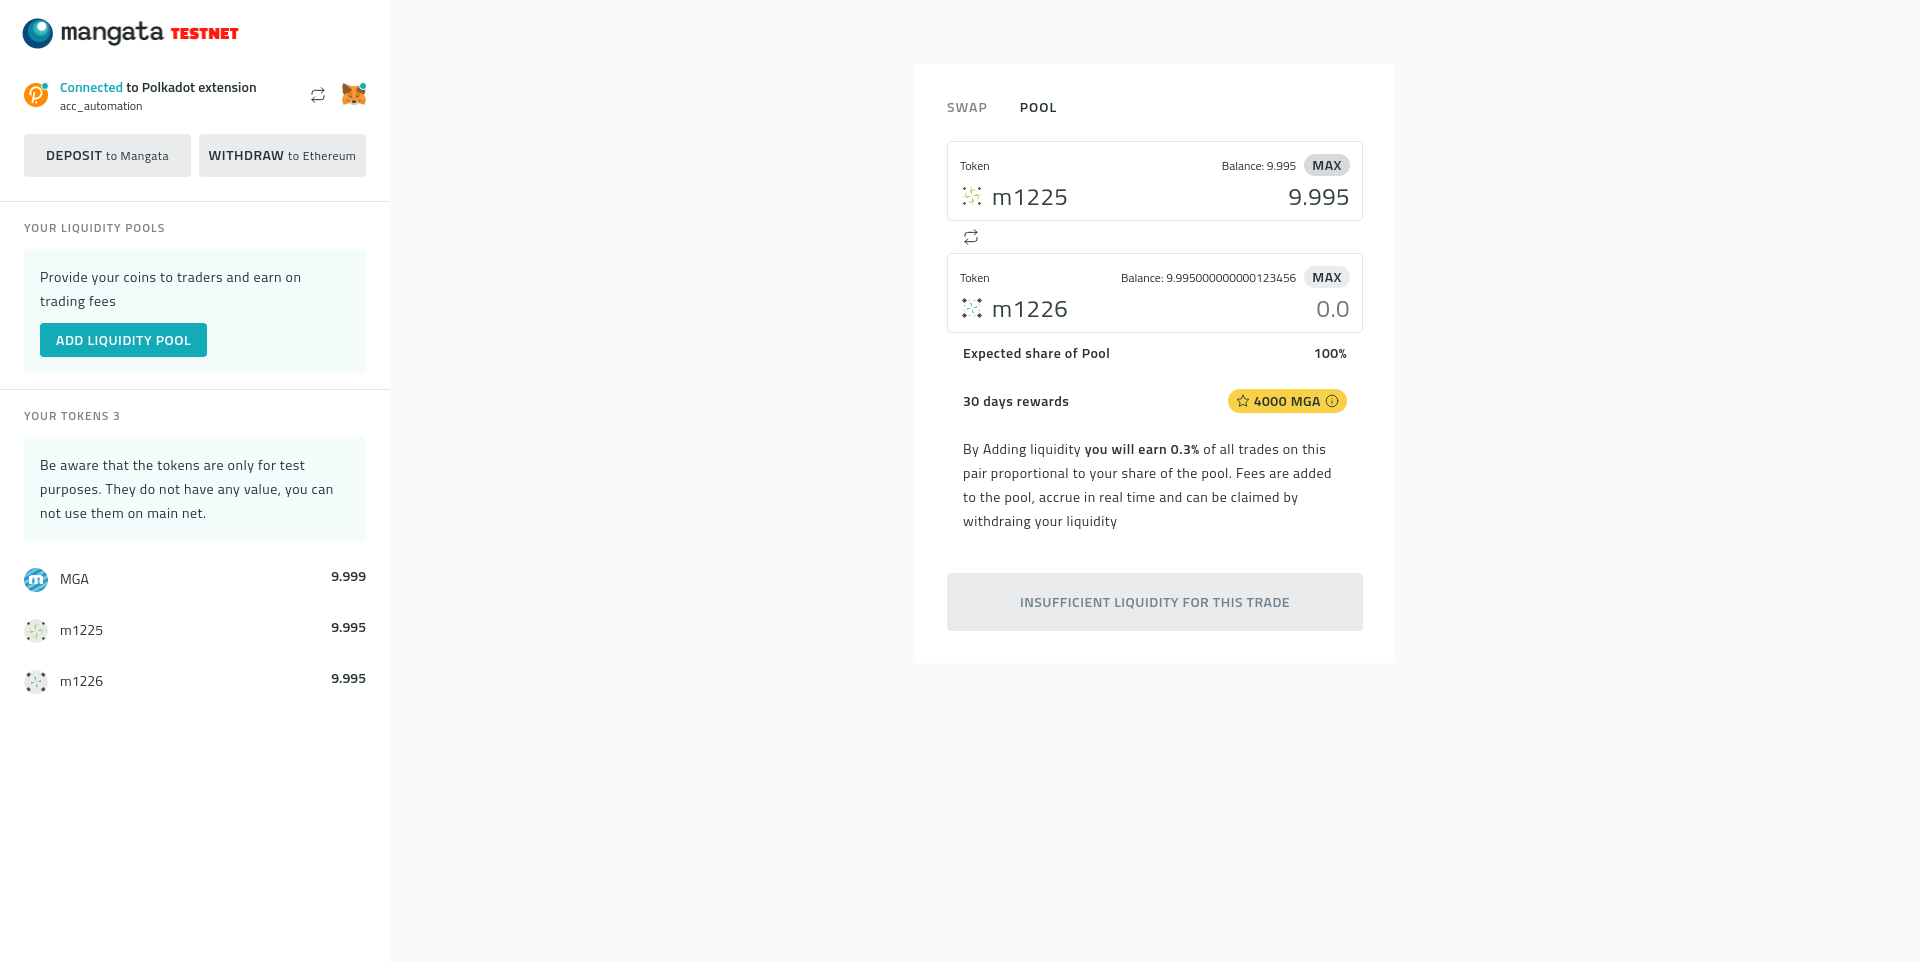 mangata TESTNET
Connected to Polkadot extension
acc_automation
DEPOSIT to Mangata
WITHDRAW to Ethereum
YOUR LIQUIDITY POOLS
Provide your coins to traders and earn on
trading fees
ADD LIQUIDITY POOL
YOUR TOKENS 3
Be aware that the tokens are only for test
purposes. They do not have any value, you can
not use them on main net.
MGA 9.999
m1225 9.995
m1226 9.995
SWAP POOL
Token Balance: 9.995 MAX
m1225 9.995
Token Balance: 9.995000000000123456 MAX
m1226 0.0
Expected share of Pool 100%
30 days rewards 4000 MGA
By Adding liquidity you will earn 0.3% of all trades on this
pair proportional to your share of the pool. Fees are added
to the pool, accrue in real time and can be claimed by
withdraing your liquidity
INSUFFICIENT LIQUIDITY FOR THIS TRADE